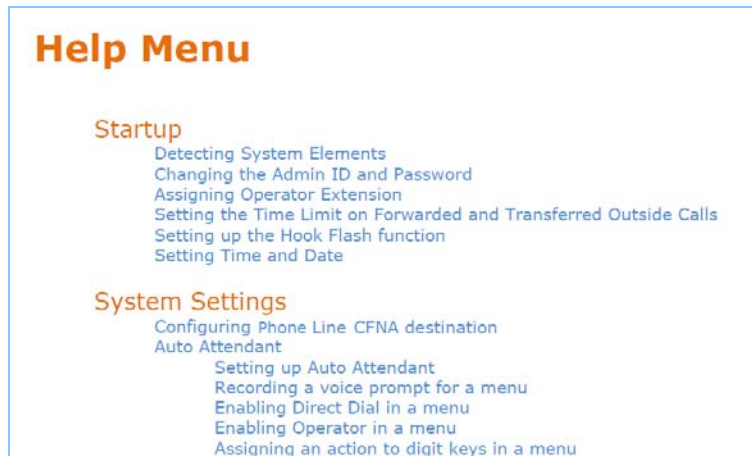 Help Menu
Startup
Detecting System Elements
Changing the Admin ID and Password
Assigning Operator Extension
Setting the Time Limit on Forwarded and Transferred Outside Calls
Setting up the Hook Flash function
Setting Time and Date
System Settings
Configuring Phone Line CFNA destination
Auto Attendant
Setting up Auto Attendant
Recording a voice prompt for a menu
Enabling Direct Dial in a menu
Enabling Operator in a menu
Assigning an action to digit keys in a menu